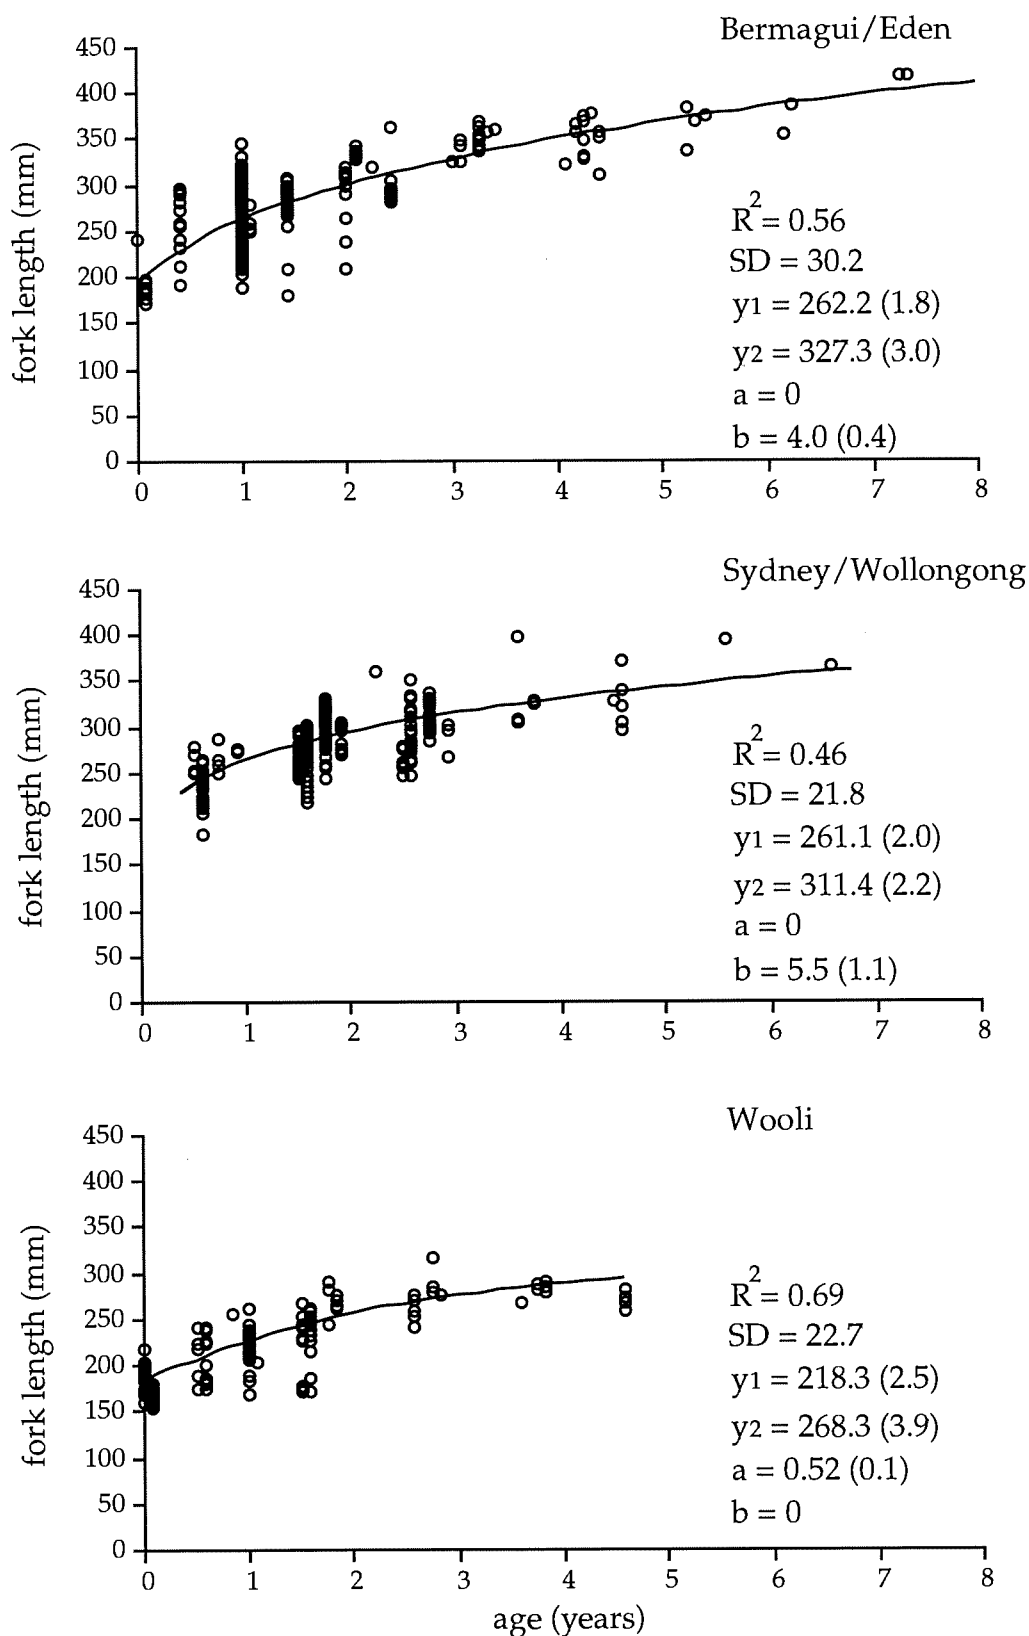 Bermagui/Eden
450
400
350
300
250
200
150
100
50
0
fork length (mm)
R² = 0.56
SD = 30.2
y1 = 262.2 (1.8)
y2 = 327.3 (3.0)
a = 0
b = 4.0 (0.4)
0 1 2 3 4 5 6 7 8
Sydney/Wollongong
450
400
350
300
250
200
150
100
50
0
fork length (mm)
R² = 0.46
SD = 21.8
y1 = 261.1 (2.0)
y2 = 311.4 (2.2)
a = 0
b = 5.5 (1.1)
0 1 2 3 4 5 6 7 8
Wooli
450
400
350
300
250
200
150
100
50
0
fork length (mm)
R² = 0.69
SD = 22.7
y1 = 218.3 (2.5)
y2 = 268.3 (3.9)
a = 0.52 (0.1)
b = 0
0 1 2 3 4 5 6 7 8
age (years)